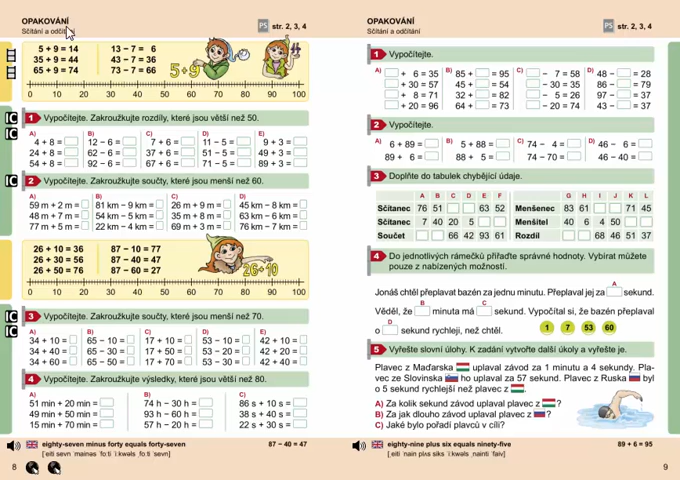 OPAKOVÁNÍ
Sčítání a odčítání
PS str. 2, 3, 4
5 + 9 = 14 13 − 7 = 6
35 + 9 = 44 43 − 7 = 36
65 + 9 = 74 73 − 7 = 66
5+9
0 10 20 30 40 50 60 70 80 90 100
1 Vypočítejte. Zakroužkujte rozdíly, které jsou větší než 50.
A) B) C) D) E)
4 + 8 = 12 − 6 = 7 + 6 = 11 − 5 = 9 + 3 =
24 + 8 = 62 − 6 = 37 + 6 = 51 − 5 = 49 + 3 =
54 + 8 = 92 − 6 = 67 + 6 = 71 − 5 = 89 + 3 =
2 Vypočítejte. Zakroužkujte součty, které jsou menší než 60.
A) B) C) D)
59 m + 2 m = 81 km − 9 km = 26 m + 9 m = 45 km − 8 km =
48 m + 7 m = 54 km − 5 km = 35 m + 8 m = 63 km − 6 km =
77 m + 5 m = 22 km − 4 km = 69 m + 3 m = 76 km − 7 km =
26 + 10 = 36 87 − 10 = 77
26 + 30 = 56 87 − 40 = 47
26 + 50 = 76 87 − 60 = 27
26+10
0 10 20 30 40 50 60 70 80 90 100
3 Vypočítejte. Zakroužkujte součty, které jsou menší než 70.
A) B) C) D) E)
34 + 10 = 65 − 10 = 17 + 10 = 53 − 10 = 42 + 10 =
34 + 40 = 65 − 30 = 17 + 50 = 53 − 20 = 42 + 20 =
34 + 60 = 65 − 50 = 17 + 70 = 53 − 30 = 42 + 40 =
4 Vypočítejte. Zakroužkujte výsledky, které jsou větší než 80.
A) B) C)
51 min + 20 min = 74 h − 30 h = 86 s + 10 s =
49 min + 50 min = 93 h − 60 h = 38 s + 40 s =
15 min + 70 min = 57 h − 20 h = 22 s + 30 s =
eighty-seven minus forty equals forty-seven 87 − 40 = 47
8
OPAKOVÁNÍ
Sčítání a odčítání
PS str. 2, 3, 4
1 Vypočítejte.
A) B) C) D)
+ 6 = 35 85 + = 95 − 7 = 58 48 − = 28
+ 30 = 57 45 + = 54 − 30 = 35 86 − = 79
+ 8 = 71 32 + = 82 − 5 = 26 97 − = 37
+ 20 = 96 64 + = 73 − 20 = 74 43 − = 37
2 Vypočítejte.
A) B) C) D)
6 + 89 = 5 + 88 = 74 − 4 = 46 − 6 =
89 + 6 = 88 + 5 = 74 − 70 = 46 − 40 =
3 Doplňte do tabulek chybějící údaje.
A B C D E F G H I J K L
Sčítanec 76 51 63 52 Menšenec 83 61 71 45
Sčítanec 7 40 20 5 Menšitel 40 6 4 50
Součet 66 42 93 61 Rozdíl 68 46 51 37
4 Do jednotlivých rámečků přiřaďte správné hodnoty. Vybírat můžete
pouze z nabízených možností.
A
Jonáš chtěl přeplavat bazén za jednu minutu. Přeplaval jej za sekund.
B C
Věděl, že minuta má sekund. Vypočítal si, že bazén přeplaval
D
o sekund rychleji, než chtěl. 1 7 53 60
5 Vyřešte slovní úlohy. K zadání vytvořte další úkoly a vyřešte je.
Plavec z Maďarska uplaval závod za 1 minutu a 4 sekundy. Pla-
vec ze Slovinska ho uplaval za 57 sekund. Plavec z Ruska byl
o 5 sekund rychlejší než plavec z .
A) Za kolik sekund závod uplaval plavec z ?
B) Za jak dlouho závod uplaval plavec z ?
C) Jaké bylo pořadí plavců v cíli?
eighty-nine plus six equals ninety-five 89 + 6 = 95
9